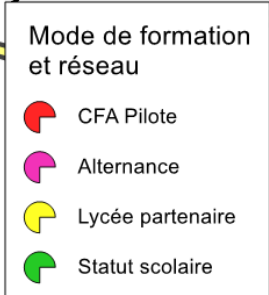 Mode de formation
et réseau
CFA Pilote
Alternance
Lycée partenaire
Statut scolaire